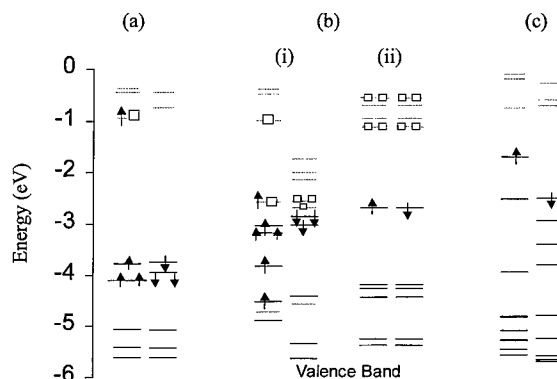 (a) (b) (c)
(i) (ii)
Energy (eV)
0
-1
-2
-3
-4
-5
-6
Valence Band